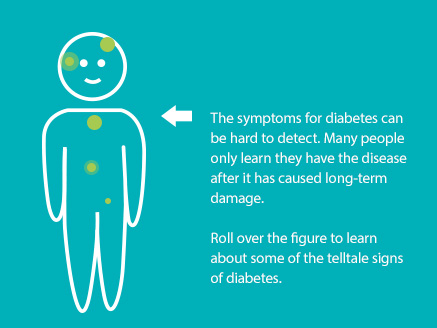 The symptoms for diabetes can
be hard to detect. Many people
only learn they have the disease
after it has caused long-term
damage.
Roll over the figure to learn
about some of the telltale signs
of diabetes.